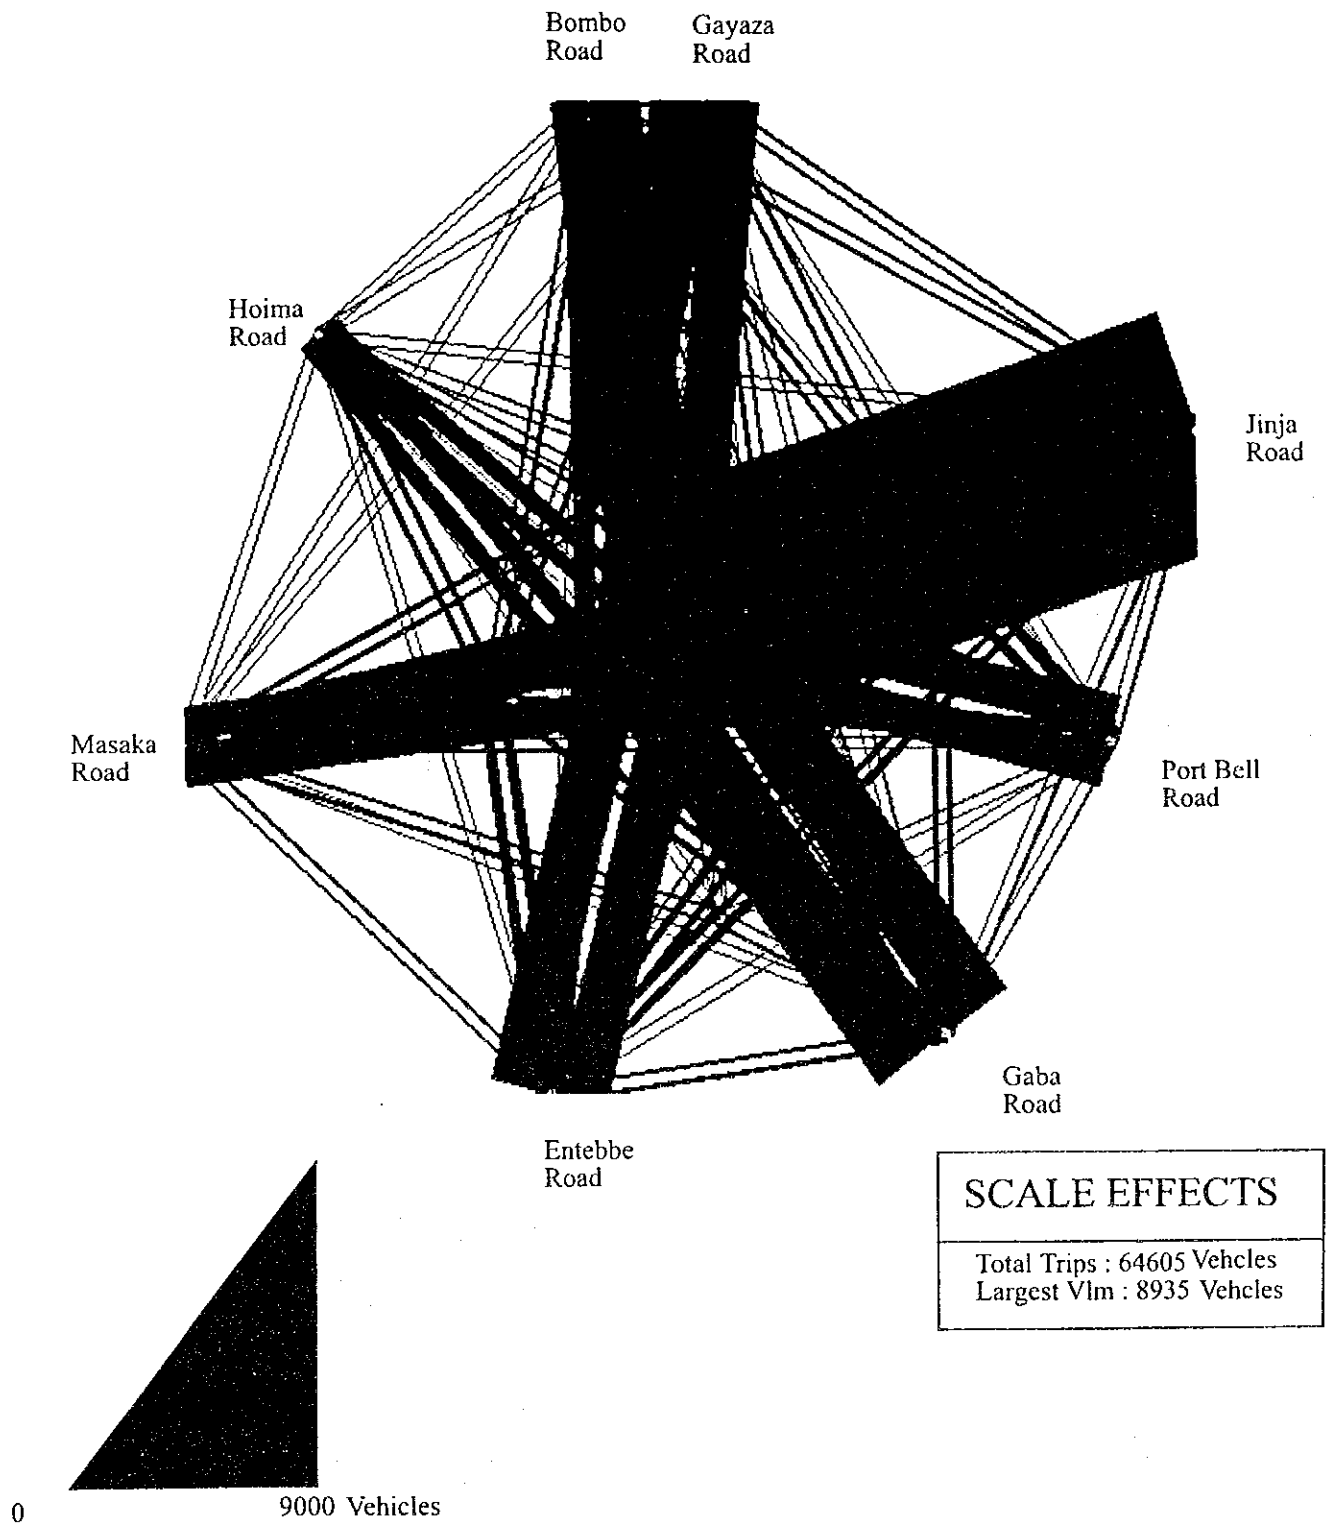 Bombo
Road
Gayaza
Road
Hoima
Road
Jinja
Road
Masaka
Road
Port Bell
Road
Gaba
Road
Entebbe
Road
SCALE EFFECTS
Total Trips : 64605 Vehcles
Largest Vlm : 8935 Vehcles
0
9000 Vehicles